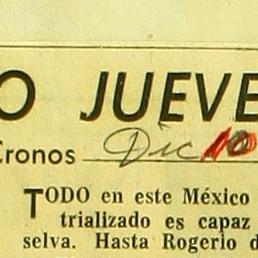 O JUEVE
Cronos Dic 10
TODO en este México
trializado es capaz
selva. Hasta Rogerio d